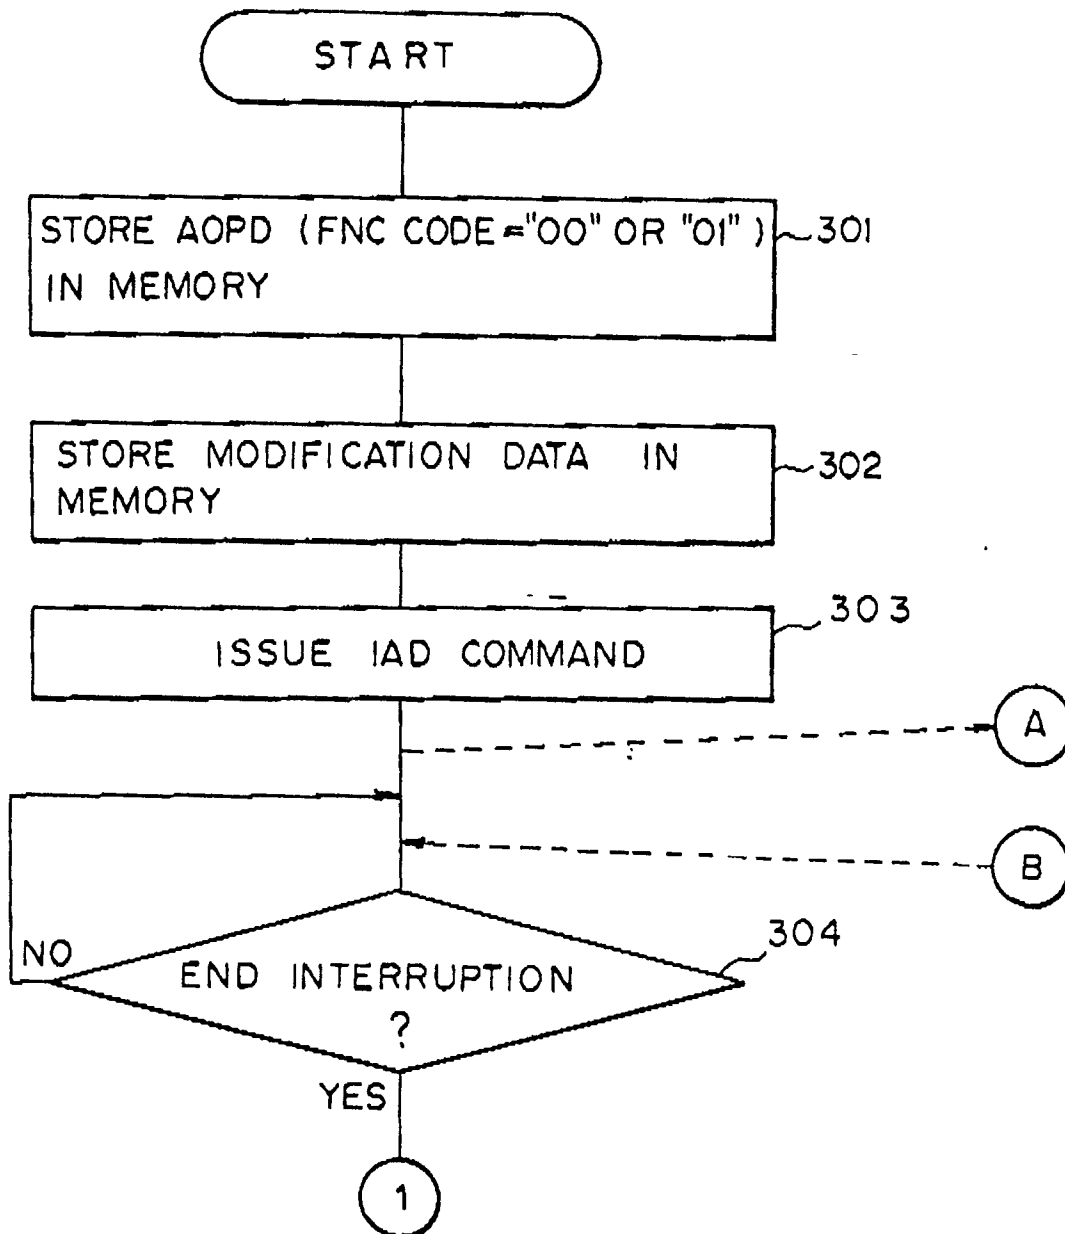 START
STORE AOPD (FNC CODE="00" OR "01")
IN MEMORY
301
STORE MODIFICATION DATA IN
MEMORY
302
ISSUE IAD COMMAND
303
A
B
NO
END INTERRUPTION
?
304
YES
1